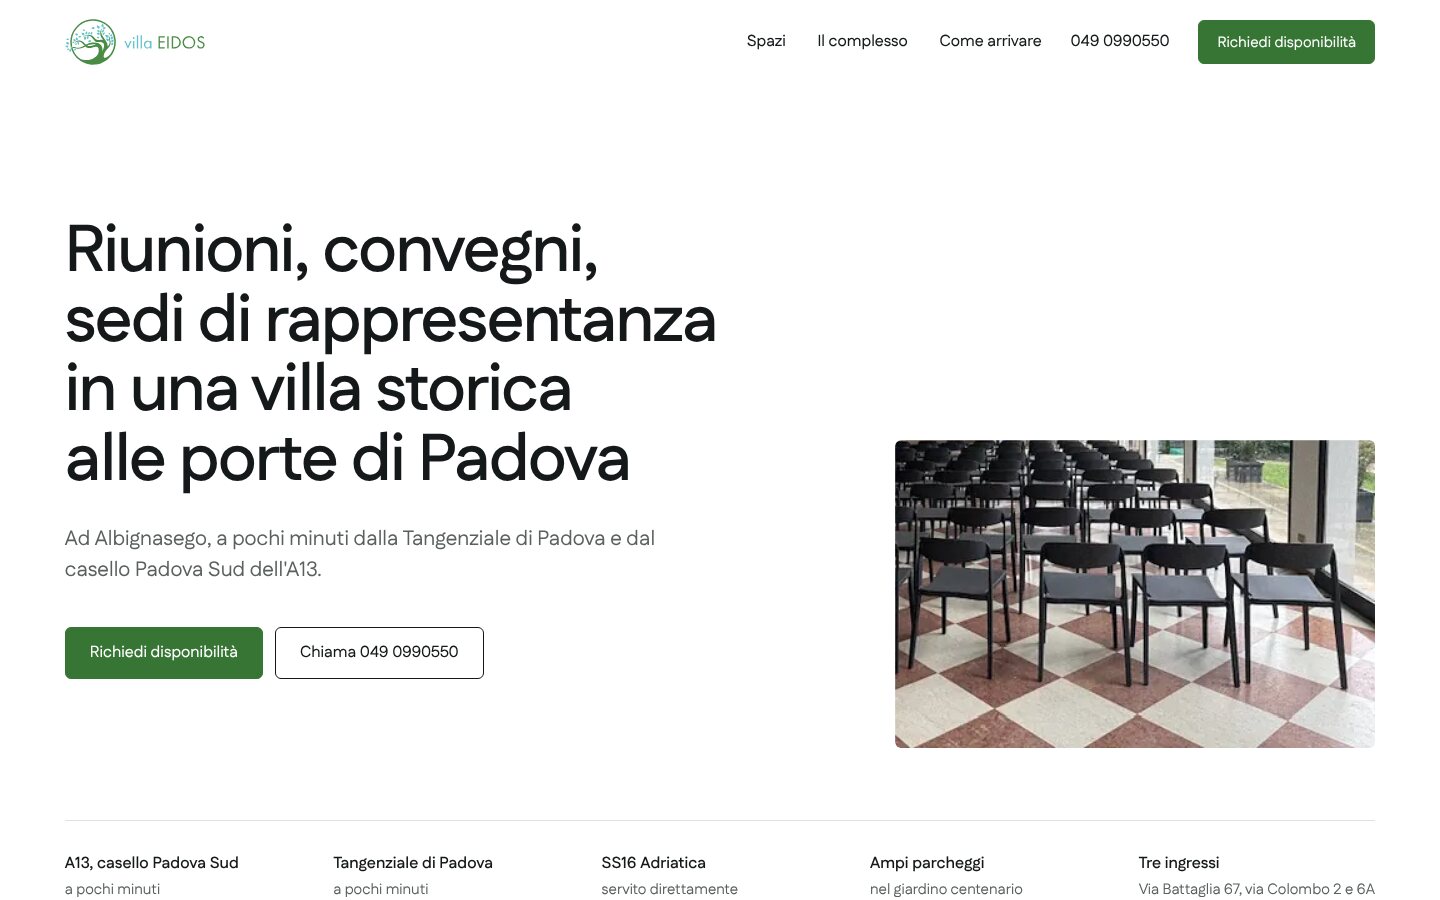 villa EIDOS
Spazi
Il complesso
Come arrivare
049 0990550
Richiedi disponibilità
Riunioni, convegni,
sedi di rappresentanza
in una villa storica
alle porte di Padova
Ad Albignasego, a pochi minuti dalla Tangenziale di Padova e dal
casello Padova Sud dell'A13.
Richiedi disponibilità
Chiama 049 0990550
A13, casello Padova Sud
a pochi minuti
Tangenziale di Padova
a pochi minuti
SS16 Adriatica
servito direttamente
Ampi parcheggi
nel giardino centenario
Tre ingressi
Via Battaglia 67, via Colombo 2 e 6A